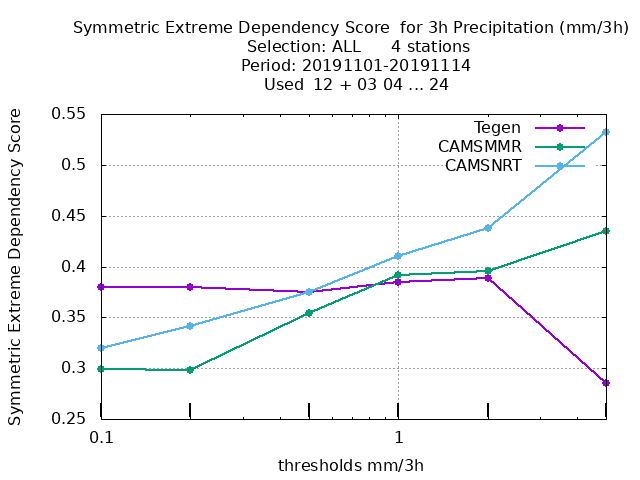 Symmetric Extreme Dependency Score  for 3h Precipitation (mm/3h)
Selection: ALL      4 stations
Period: 20191101-20191114
Used  12 + 03 04 ... 24
Symmetric Extreme Dependency Score
0.55
0.5
0.45
0.4
0.35
0.3
0.25
Tegen
CAMSMMR
CAMSNRT
0.1
1
thresholds mm/3h